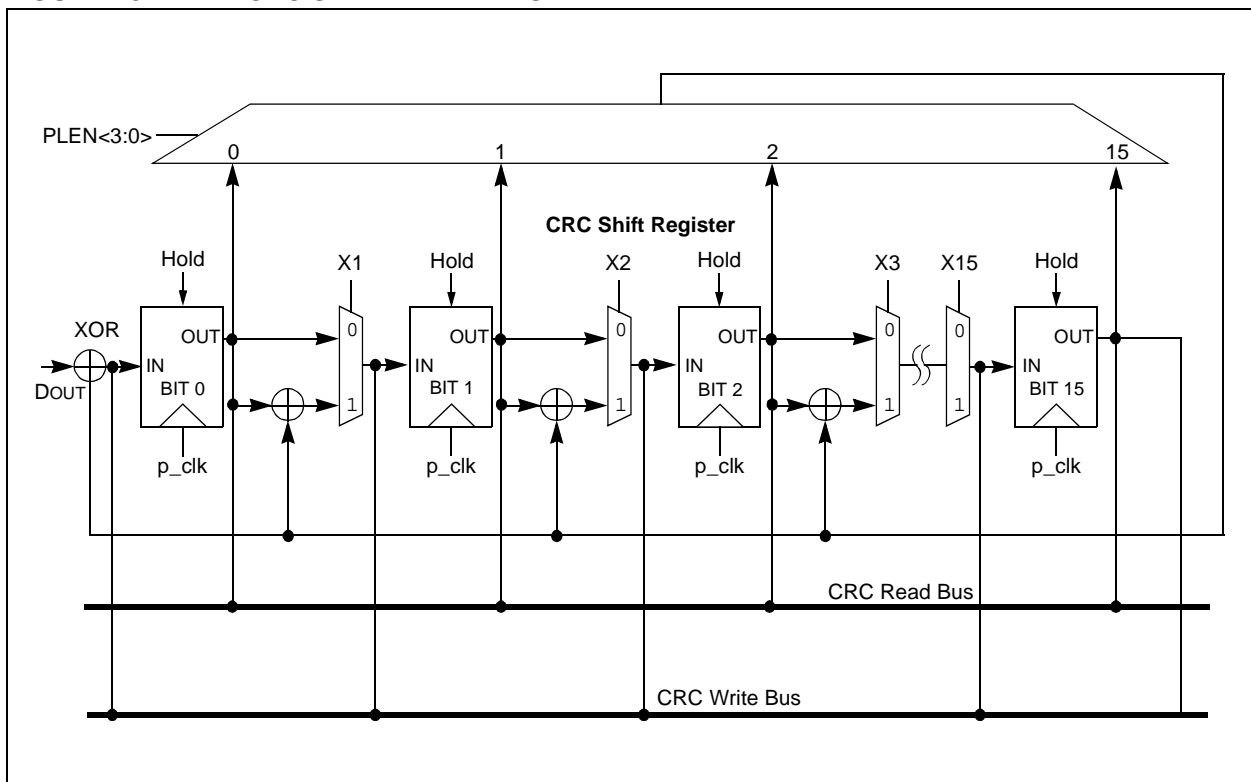 PLEN<3:0>
0 1 2 15
CRC Shift Register
Hold X1 Hold X2 Hold X3 X15 Hold
XOR
OUT 0 OUT 0 OUT 0 0 OUT
IN IN IN IN
DOUT
BIT 0 1 BIT 1 1 BIT 2 1 1 BIT 15
p_clk p_clk p_clk p_clk
CRC Read Bus
CRC Write Bus